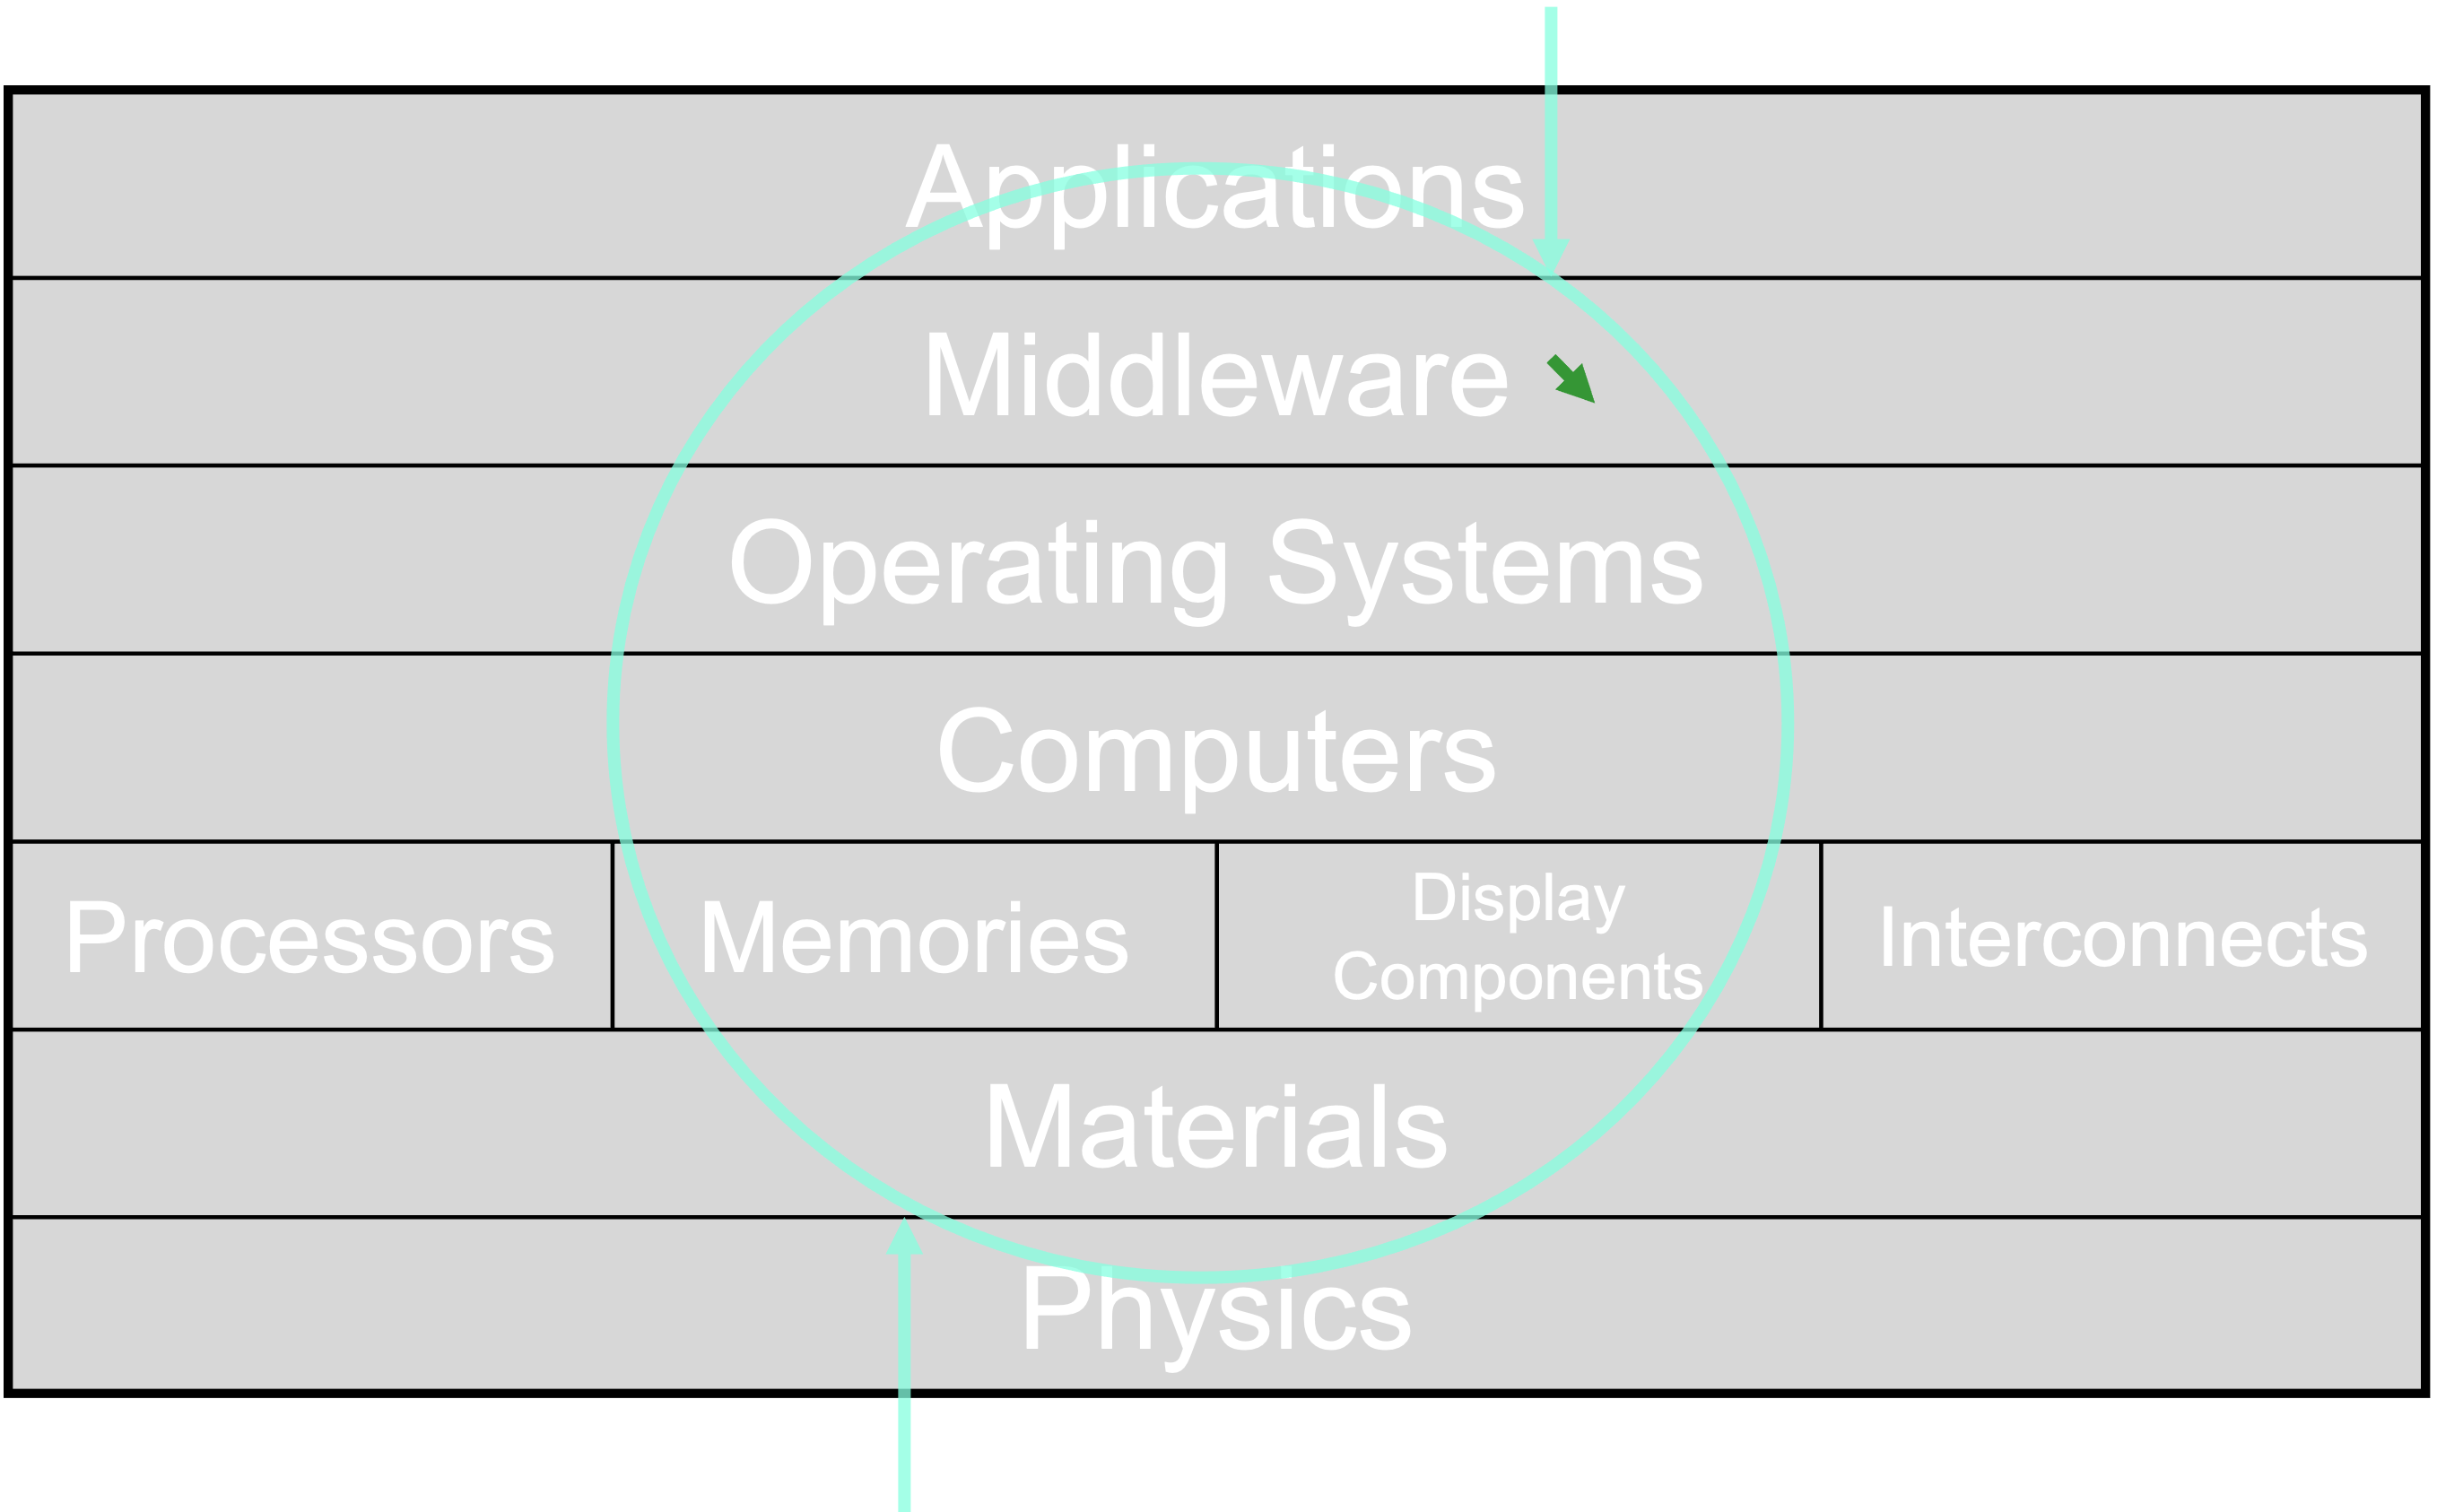 Applications
Middleware
Operating Systems
Computers
Processors
Memories
Display
Components
Interconnects
Materials
Physics